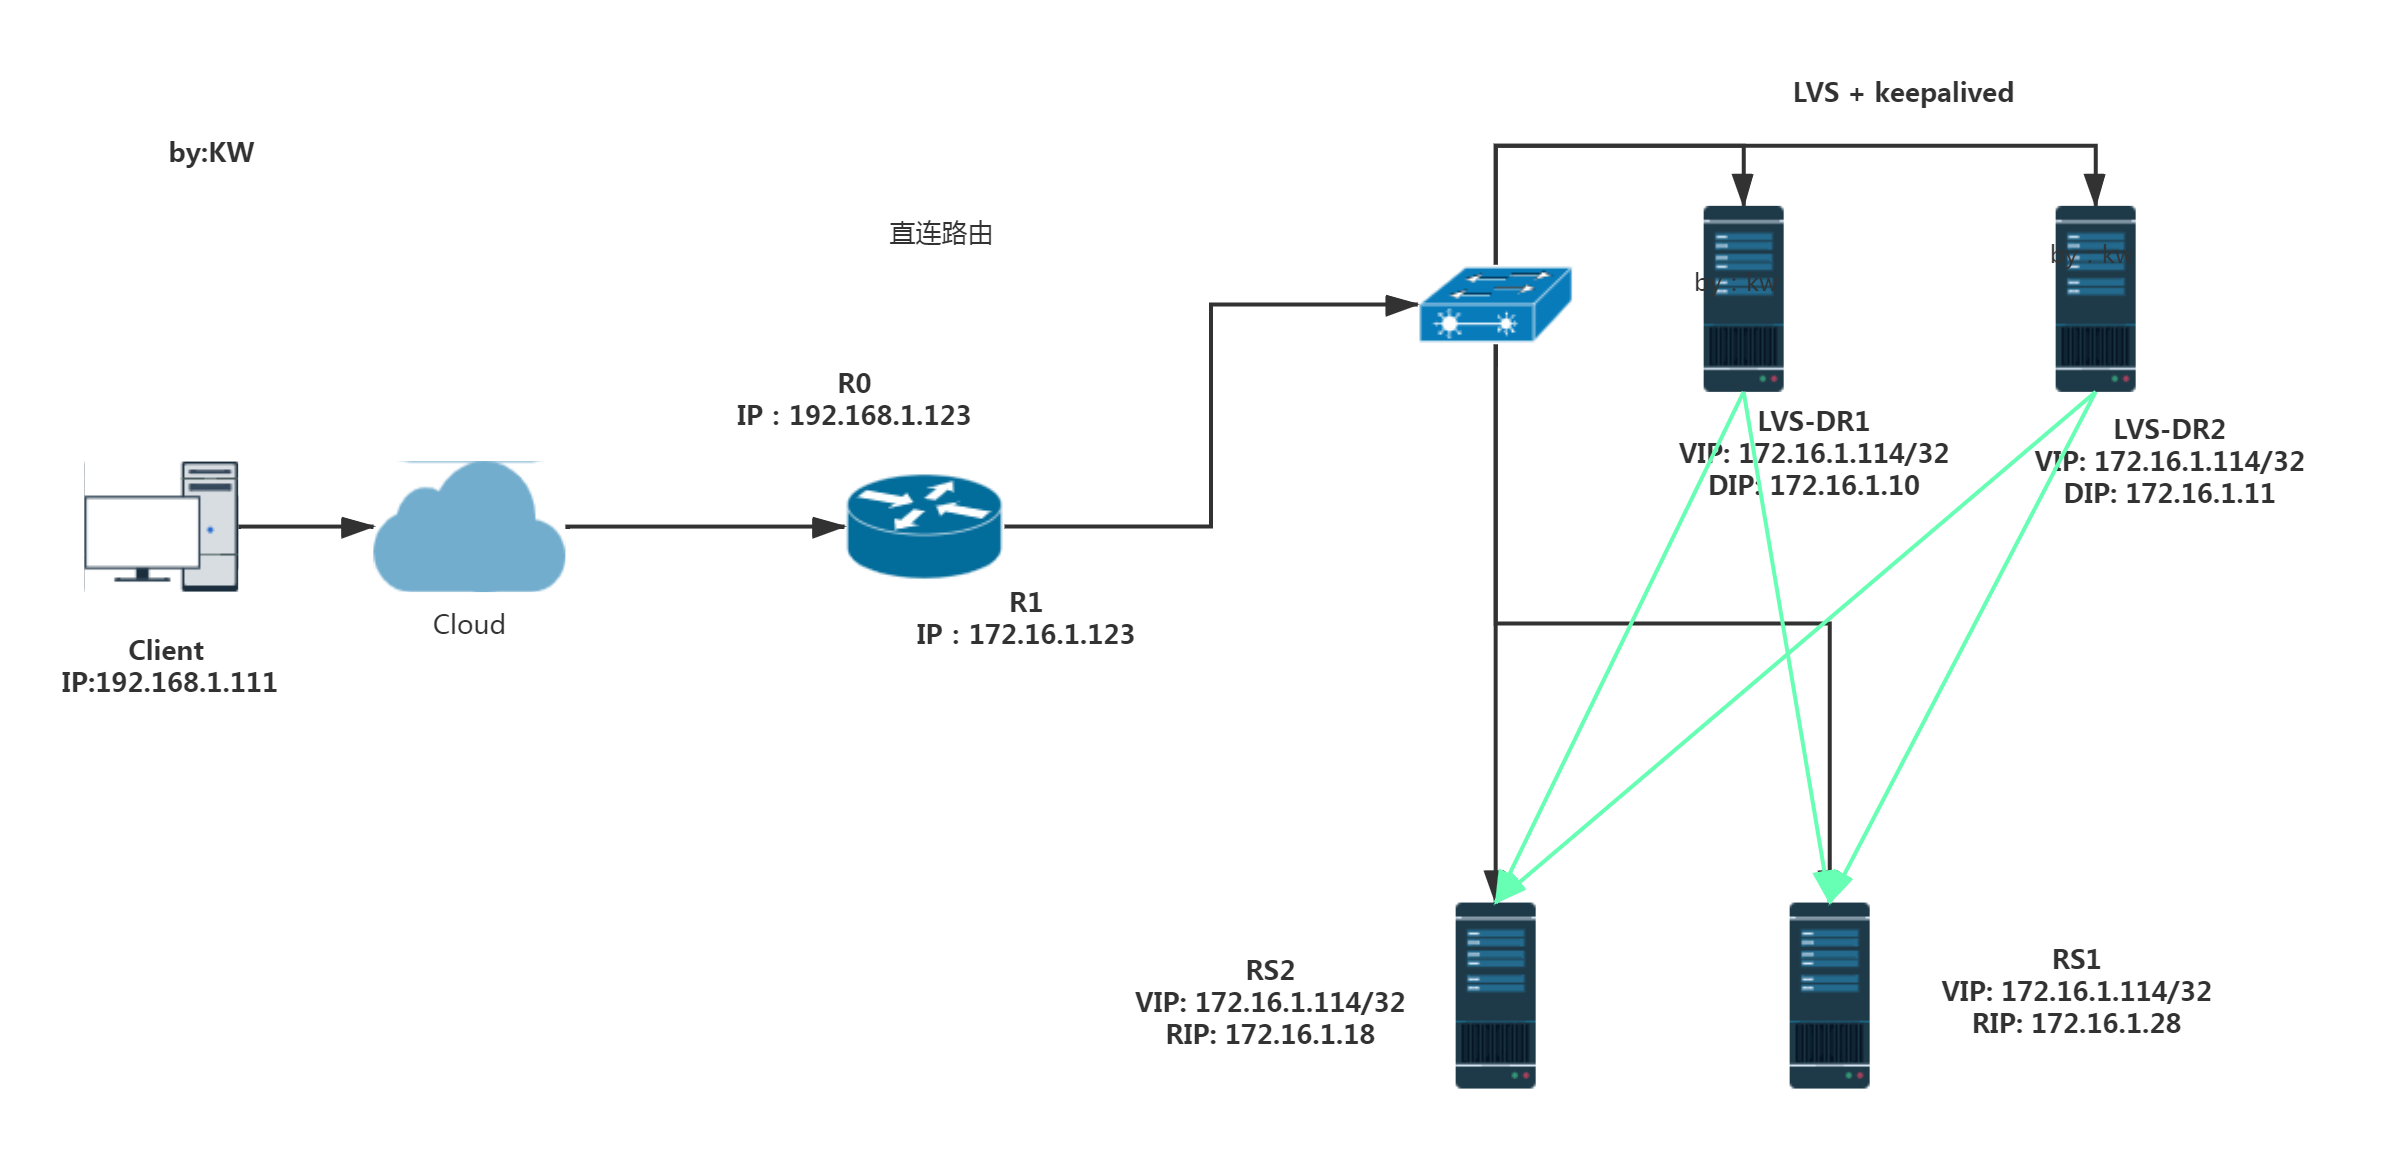 LVS + keepalived
by:KW
直连路由
by : kw
by : kw
R0
IP : 192.168.1.123
LVS-DR1
VIP: 172.16.1.114/32
DIP: 172.16.1.10
LVS-DR2
VIP: 172.16.1.114/32
DIP: 172.16.1.11
Cloud
R1
IP : 172.16.1.123
Client
IP:192.168.1.111
RS2
VIP: 172.16.1.114/32
RIP: 172.16.1.18
RS1
VIP: 172.16.1.114/32
RIP: 172.16.1.28